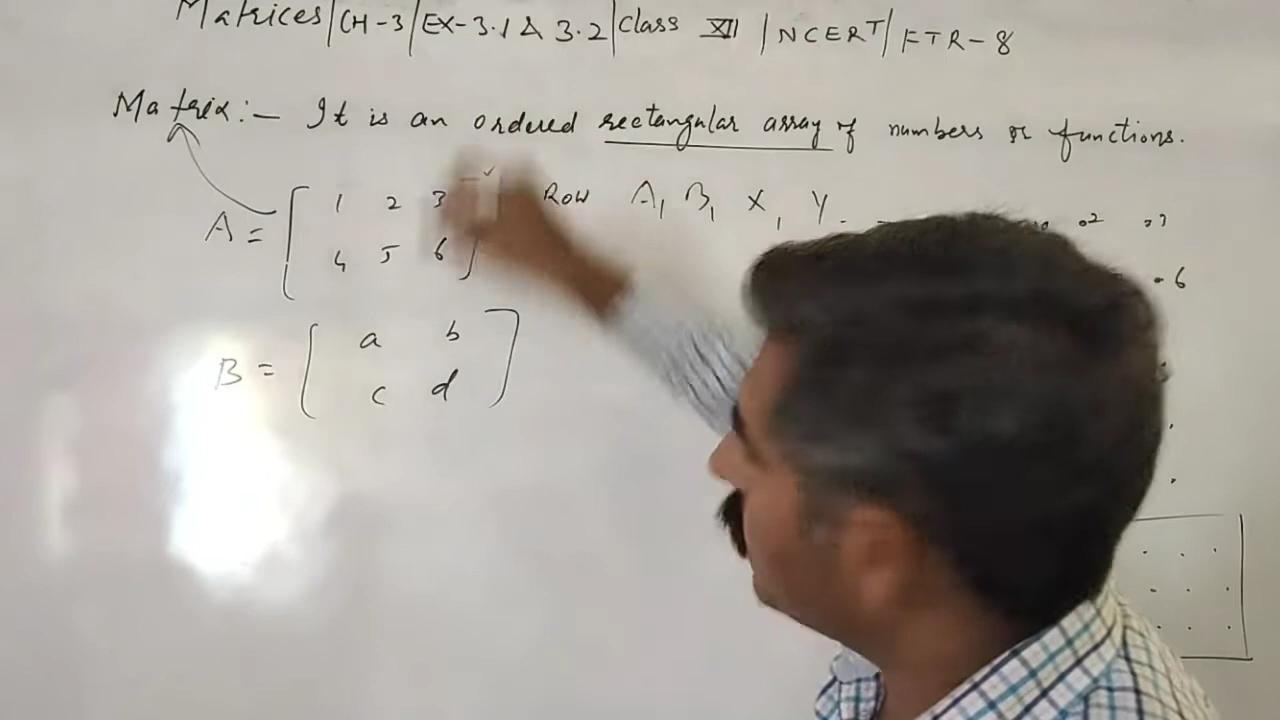 Matrices/CH-3/EX-3.1 & 3.2/Class XII/NCERT/FTR-8
Matrix:- It is an ordered rectangular array of numbers or functions.
A = [ 1 2 3 Row A, B, X, Y.
4 5 6 ]
B = [ a b
c d ]